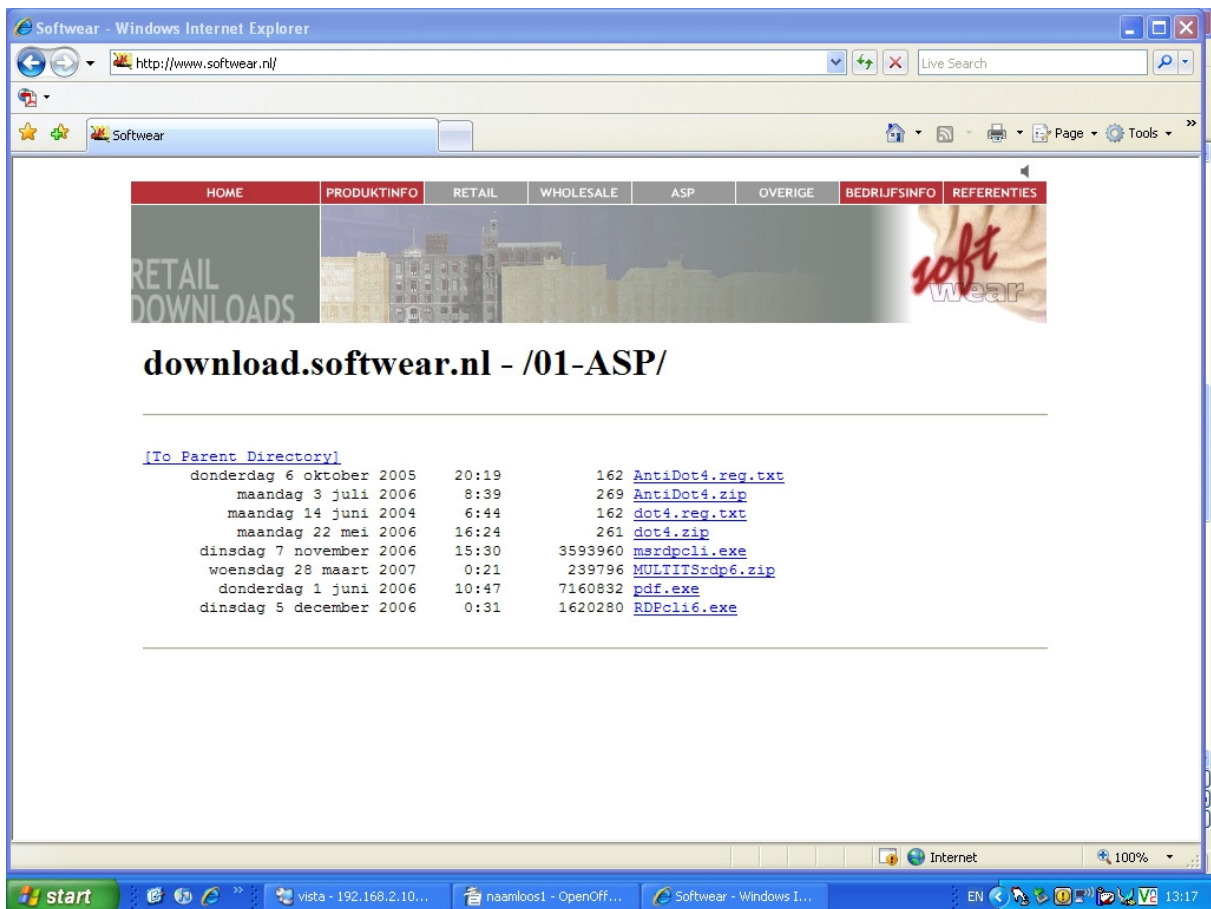 Softwear - Windows Internet Explorer
http://www.softwear.nl/
Live Search
Softwear
Page
Tools
HOME PRODUKTINFO RETAIL WHOLESALE ASP OVERIGE BEDRIJFSINFO REFERENTIES
RETAIL
DOWNLOADS
soft
wear
download.softwear.nl - /01-ASP/
[To Parent Directory]
donderdag 6 oktober 2005 20:19 162 AntiDot4.reg.txt
maandag 3 juli 2006 8:39 269 AntiDot4.zip
maandag 14 juni 2004 6:44 162 dot4.reg.txt
maandag 22 mei 2006 16:24 261 dot4.zip
dinsdag 7 november 2006 15:30 3593960 msrdpcli.exe
woensdag 28 maart 2007 0:21 239796 MULTITSrdp6.zip
donderdag 1 juni 2006 10:47 7160832 pdf.exe
dinsdag 5 december 2006 0:31 1620280 RDPcli6.exe
Internet
100%
start
vista - 192.168.2.10...
naamloos1 - OpenOff...
Softwear - Windows I...
EN
V2
13:17